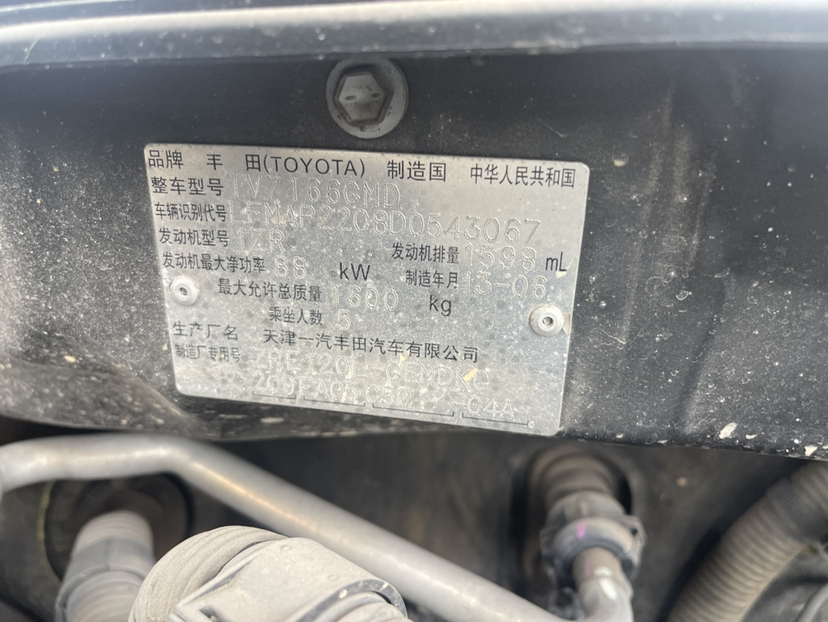 品牌 丰 田(TOYOTA) 制造国 中华人民共和国
整车型号 TV7166GMD
车辆识别代号 LFMAP22C8D0543067
发动机型号 1ZR 发动机排量 1598 mL
发动机最大净功率 88 kW 制造年月 13-06
最大允许总质量 1600 kg
乘坐人数 5
生产厂名 天津一汽丰田汽车有限公司
制造厂专用号
04A